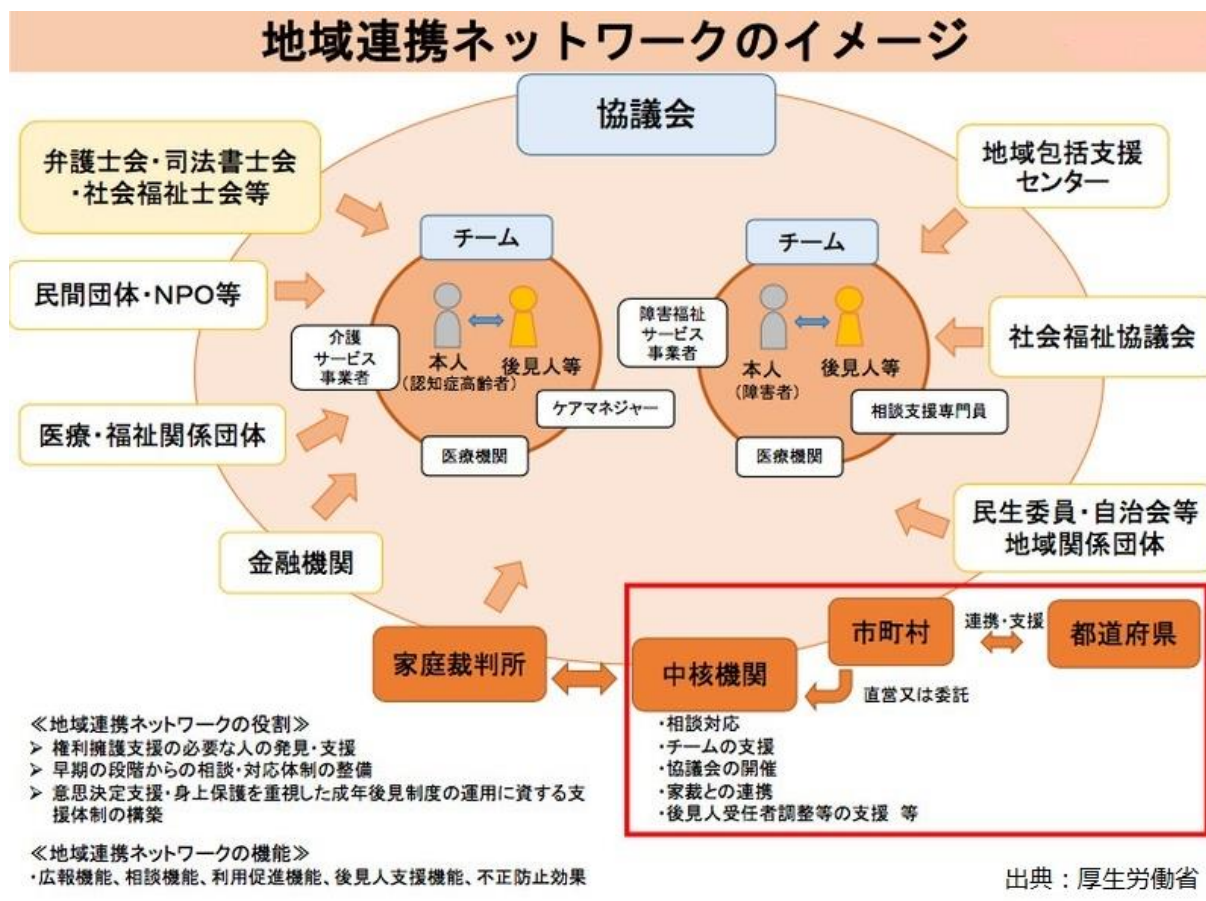 地域連携ネットワークのイメージ
協議会
弁護士会・司法書士会
・社会福祉士会等
地域包括支援
センター
チーム
チーム
民間団体・NPO等
介護
サービス
事業者
本人
(認知症高齢者)
後見人等
ケアマネジャー
医療機関
障害福祉
サービス
事業者
本人
(障害者)
後見人等
相談支援専門員
医療機関
社会福祉協議会
医療・福祉関係団体
金融機関
民生委員・自治会等
地域関係団体
家庭裁判所
中核機関
市町村
連携・支援
都道府県
直営又は委託
・相談対応
・チームの支援
・協議会の開催
・家裁との連携
・後見人受任者調整等の支援 等
≪地域連携ネットワークの役割≫
➢ 権利擁護支援の必要な人の発見・支援
➢ 早期の段階からの相談・対応体制の整備
➢ 意思決定支援・身上保護を重視した成年後見制度の運用に資する支
援体制の構築
≪地域連携ネットワークの機能≫
・広報機能、相談機能、利用促進機能、後見人支援機能、不正防止効果
出典：厚生労働省